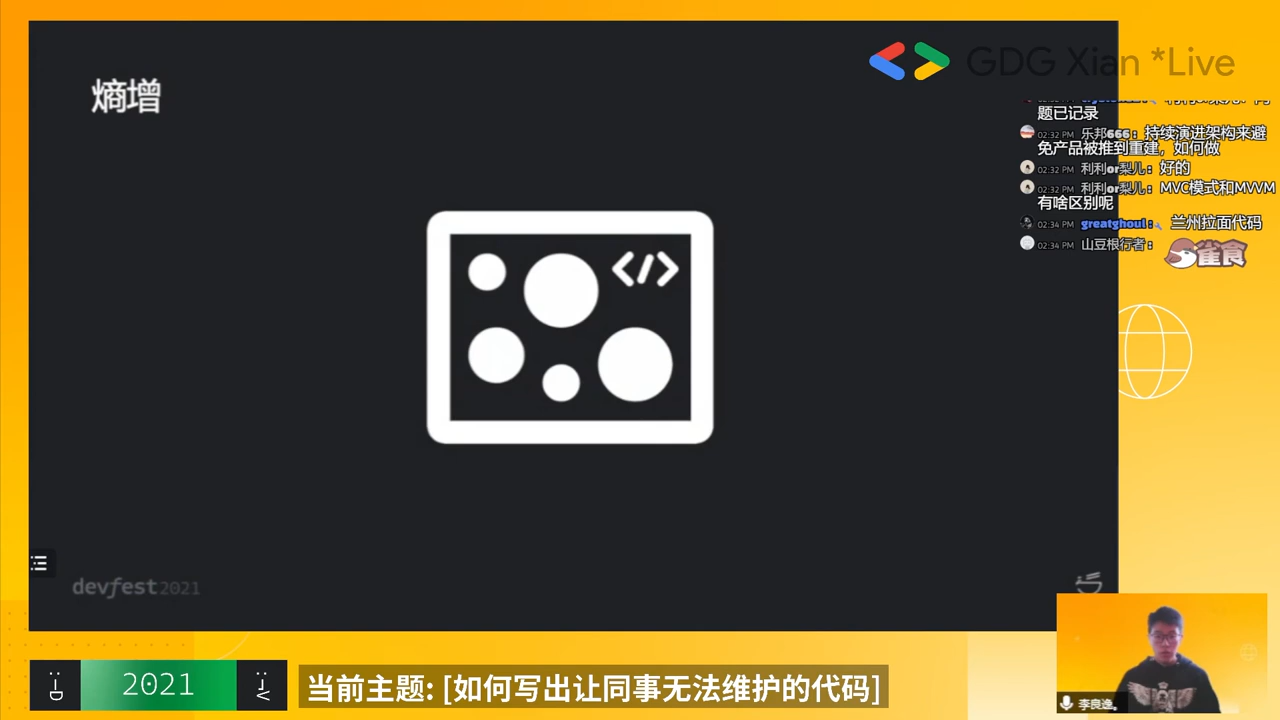 熵增
</>
GDG Xian *Live
题已记录
02:32 PM 乐邦666: 持续演进架构来避
免产品被推到重建，如何做
02:32 PM 利利or梨儿: 好的
02:32 PM 利利or梨儿: MVC模式和MVVM
有啥区别呢
02:34 PM greatghoul: 兰州拉面代码
02:34 PM 山豆根行者: 雀食
devfest2021
2021
当前主题: [如何写出让同事无法维护的代码]
李良逸